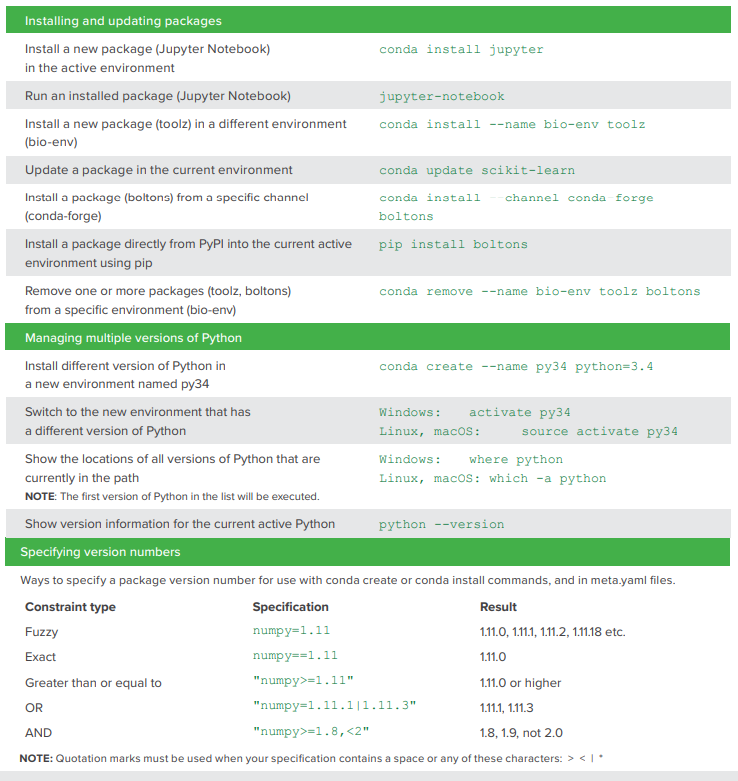 Installing and updating packages
Install a new package (Jupyter Notebook)
in the active environment
conda install jupyter
Run an installed package (Jupyter Notebook)
jupyter-notebook
Install a new package (toolz) in a different environment
(bio-env)
conda install --name bio-env toolz
Update a package in the current environment
conda update scikit-learn
Install a package (boltons) from a specific channel
(conda-forge)
conda install --channel conda-forge
boltons
Install a package directly from PyPI into the current active
environment using pip
pip install boltons
Remove one or more packages (toolz, boltons)
from a specific environment (bio-env)
conda remove --name bio-env toolz boltons
Managing multiple versions of Python
Install different version of Python in
a new environment named py34
conda create --name py34 python=3.4
Switch to the new environment that has
a different version of Python
Windows: activate py34
Linux, macOS: source activate py34
Show the locations of all versions of Python that are
currently in the path
NOTE: The first version of Python in the list will be executed.
Windows: where python
Linux, macOS: which -a python
Show version information for the current active Python
python --version
Specifying version numbers
Ways to specify a package version number for use with conda create or conda install commands, and in meta.yaml files.
Constraint type Specification Result
Fuzzy numpy=1.11 1.11.0, 1.11.1, 1.11.2, 1.11.18 etc.
Exact numpy==1.11 1.11.0
Greater than or equal to "numpy>=1.11" 1.11.0 or higher
OR "numpy=1.11.1|1.11.3" 1.11.1, 1.11.3
AND "numpy>=1.8,<2" 1.8, 1.9, not 2.0
NOTE: Quotation marks must be used when your specification contains a space or any of these characters: > < | *